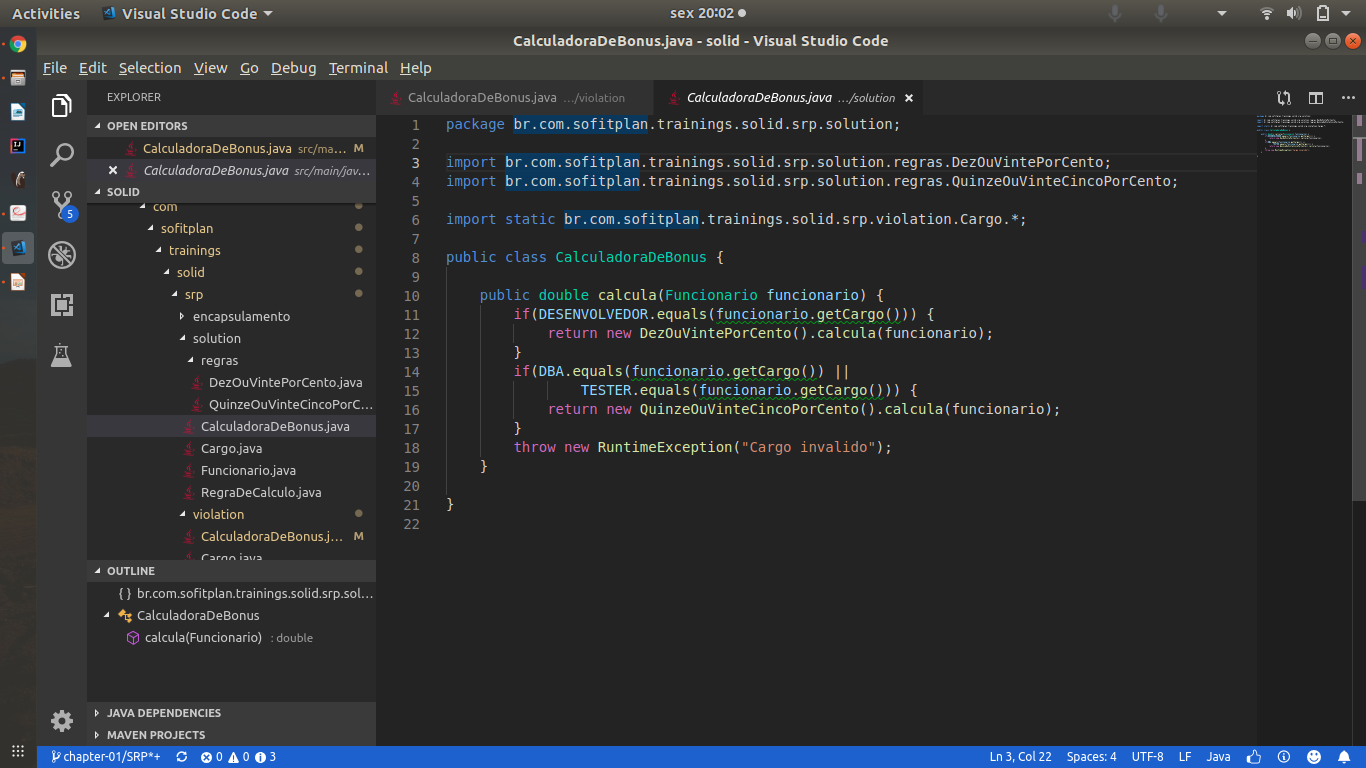 Activities Visual Studio Code sex 20:02
CalculadoraDeBonus.java - solid - Visual Studio Code
File Edit Selection View Go Debug Terminal Help
EXPLORER
OPEN EDITORS
CalculadoraDeBonus.java src/ma... M
CalculadoraDeBonus.java src/main/jav...
SOLID
com
sofitplan
trainings
solid
srp
encapsulamento
solution
regras
DezOuVintePorCento.java
QuinzeOuVinteCincoPorC...
CalculadoraDeBonus.java
Cargo.java
Funcionario.java
RegraDeCalculo.java
violation
CalculadoraDeBonus.j... M
Cargo.java
OUTLINE
{ } br.com.sofitplan.trainings.solid.srp.sol...
CalculadoraDeBonus
calcula(Funcionario) : double
JAVA DEPENDENCIES
MAVEN PROJECTS
5
CalculadoraDeBonus.java .../violation CalculadoraDeBonus.java .../solution
1 package br.com.sofitplan.trainings.solid.srp.solution;
2
3 import br.com.sofitplan.trainings.solid.srp.solution.regras.DezOuVintePorCento;
4 import br.com.sofitplan.trainings.solid.srp.solution.regras.QuinzeOuVinteCincoPorCento;
5
6 import static br.com.sofitplan.trainings.solid.srp.violation.Cargo.*;
7
8 public class CalculadoraDeBonus {
9
10 public double calcula(Funcionario funcionario) {
11 if(DESENVOLVEDOR.equals(funcionario.getCargo())) {
12 return new DezOuVintePorCento().calcula(funcionario);
13 }
14 if(DBA.equals(funcionario.getCargo()) ||
15 TESTER.equals(funcionario.getCargo())) {
16 return new QuinzeOuVinteCincoPorCento().calcula(funcionario);
17 }
18 throw new RuntimeException("Cargo invalido");
19 }
20
21 }
22
chapter-01/SRP*+ 0 0 3 Ln 3, Col 22 Spaces: 4 UTF-8 LF Java